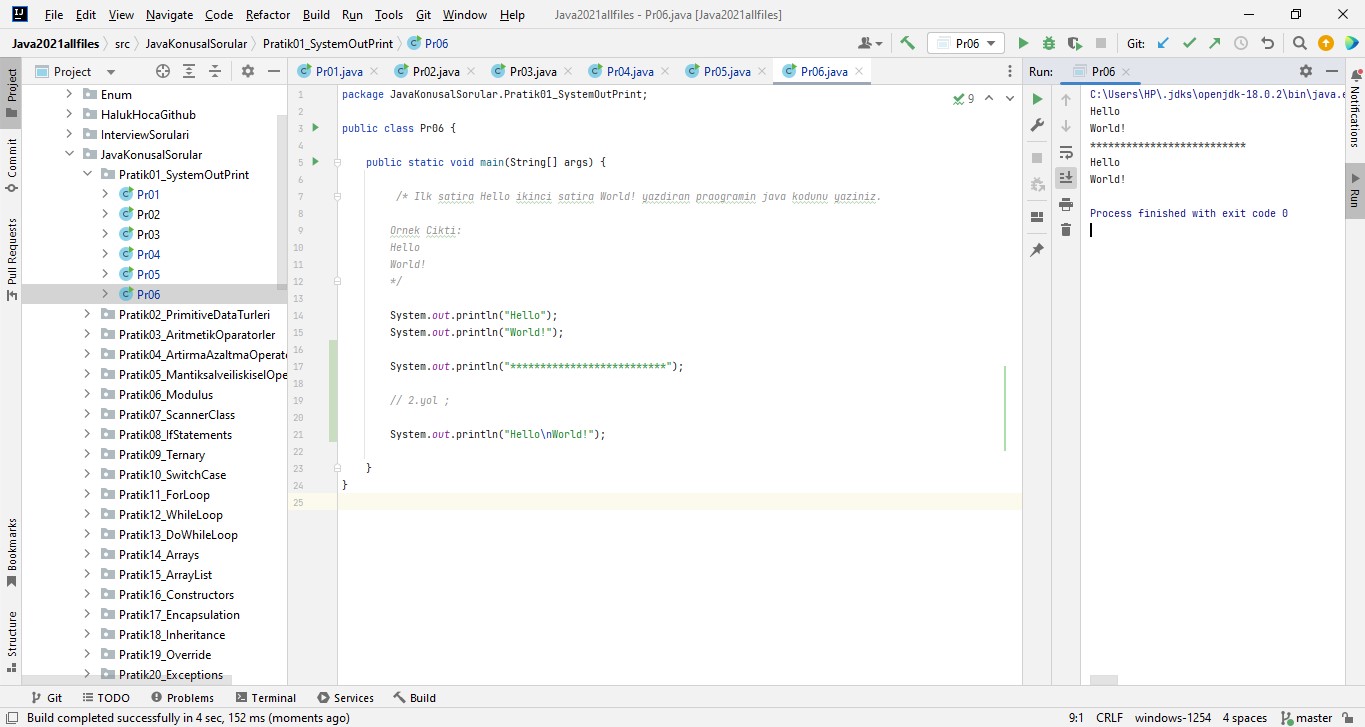 File Edit View Navigate Code Refactor Build Run Tools Git Window Help Java2021allfiles - Pr06.java [Java2021allfiles]
Java2021allfiles src JavaKonusalSorular Pratik01_SystemOutPrint Pr06 Pr06 Git:
Project
Pr01.java Pr02.java Pr03.java Pr04.java Pr05.java Pr06.java
Run: Pr06
Project
Commit
Pull Requests
Bookmarks
Structure
Enum
HalukHocaGithub
InterviewSorulari
JavaKonusalSorular
Pratik01_SystemOutPrint
Pr01
Pr02
Pr03
Pr04
Pr05
Pr06
Pratik02_PrimitiveDataTurleri
Pratik03_AritmetikOparatorler
Pratik04_ArtirmaAzaltmaOperat
Pratik05_MantiksalveiliskiselOpe
Pratik06_Modulus
Pratik07_ScannerClass
Pratik08_IfStatements
Pratik09_Ternary
Pratik10_SwitchCase
Pratik11_ForLoop
Pratik12_WhileLoop
Pratik13_DoWhileLoop
Pratik14_Arrays
Pratik15_ArrayList
Pratik16_Constructors
Pratik17_Encapsulation
Pratik18_Inheritance
Pratik19_Override
Pratik20_Exceptions
9
1 package JavaKonusalSorular.Pratik01_SystemOutPrint;
2
3 public class Pr06 {
4
5 public static void main(String[] args) {
6
7 /* Ilk satira Hello ikinci satira World! yazdiran praogramin java kodunu yaziniz.
8
9 Ornek Cikti:
10 Hello
11 World!
12 */
13
14 System.out.println("Hello");
15 System.out.println("World!");
16
17 System.out.println("**************************");
18
19 // 2.yol ;
20
21 System.out.println("Hello\nWorld!");
22
23 }
24 }
25
C:\Users\HP\.jdks\openjdk-18.0.2\bin\java.e
Hello
World!
**************************
Hello
World!
Process finished with exit code 0
Notifications
Run
Git TODO Problems Terminal Services Build
Build completed successfully in 4 sec, 152 ms (moments ago) 9:1 CRLF windows-1254 4 spaces master